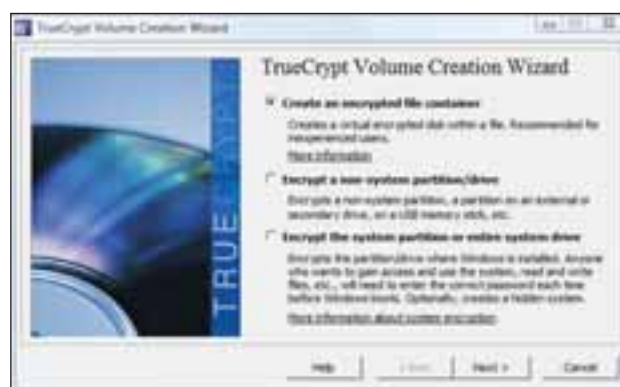 TrueCrypt Volume Creation Wizard
TRUECRYPT
TrueCrypt Volume Creation Wizard
Create an encrypted file container
Creates a virtual encrypted disk within a file. Recommended for
inexperienced users.
More information
Encrypt a non-system partition/drive
Encrypts a non-system partition, a partition on an external or
secondary drive, on a USB memory stick, etc.
Encrypt the system partition or entire system drive
Encrypts the partition/drive where Windows is installed. Anyone
who wants to gain access and use the system, read and write
files, etc., will need to enter the correct password each time
before Windows boots. Optionally, creates a hidden system.
More information about system encryption
Help
< Back
Next >
Cancel